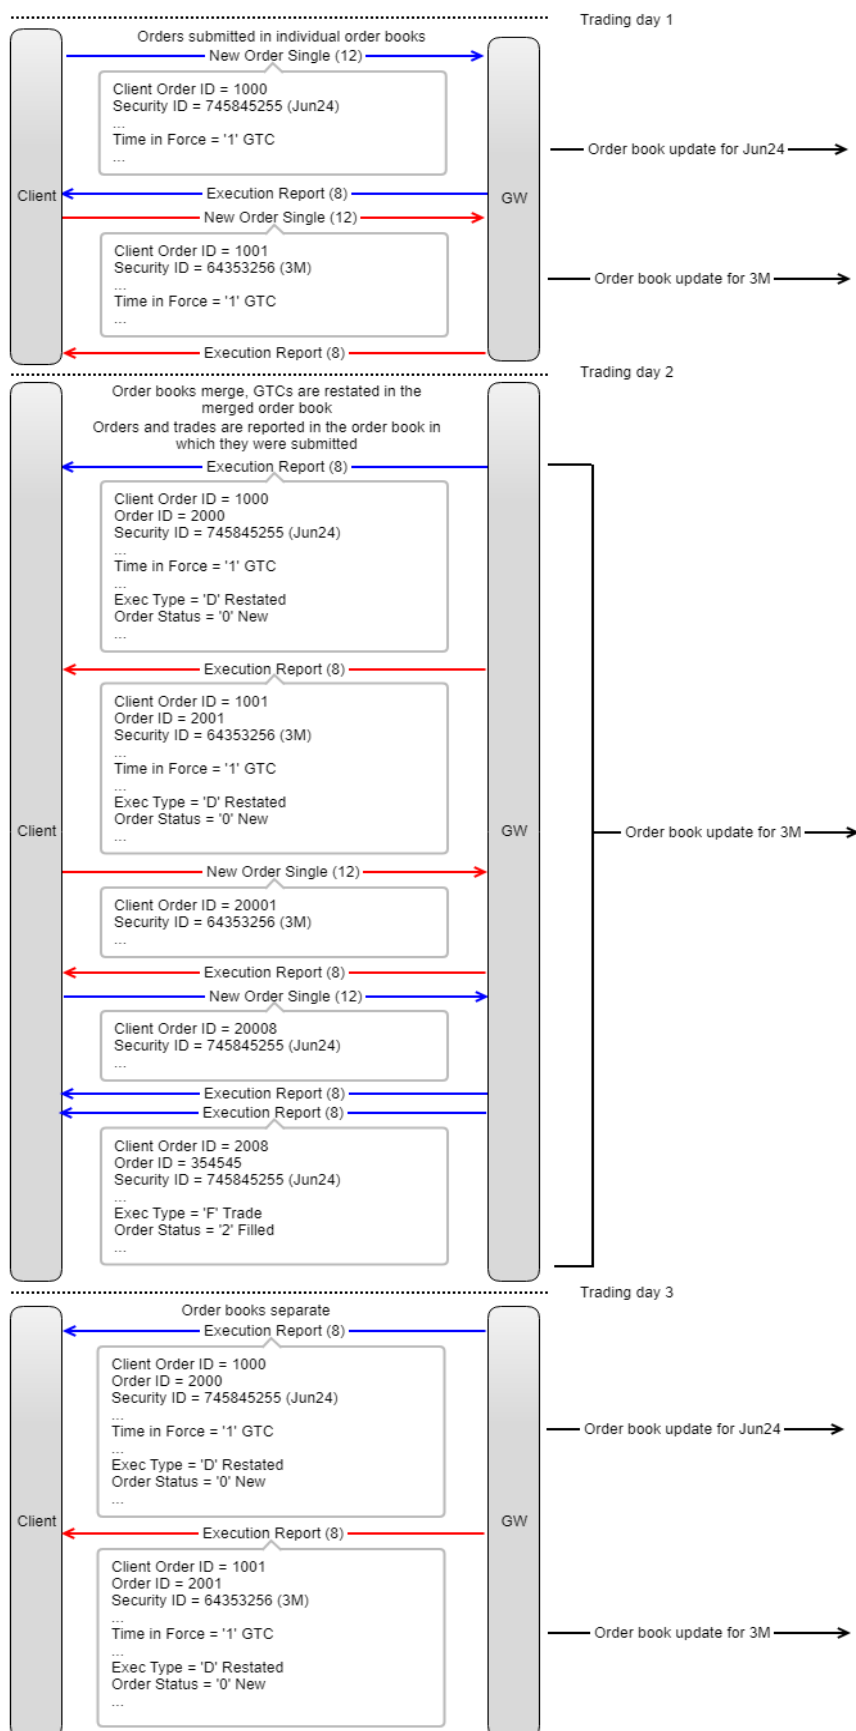 Trading day 1
Orders submitted in individual order books
New Order Single (12)
Client Order ID = 1000
Security ID = 745845255 (Jun24)
...
Time in Force = '1' GTC
...
Order book update for Jun24
Client
Execution Report (8)
GW
New Order Single (12)
Client Order ID = 1001
Security ID = 64353256 (3M)
...
Time in Force = '1' GTC
...
Order book update for 3M
Execution Report (8)
Trading day 2
Order books merge, GTCs are restated in the
merged order book
Orders and trades are reported in the order book in
which they were submitted
Execution Report (8)
Client Order ID = 1000
Order ID = 2000
Security ID = 745845255 (Jun24)
...
Time in Force = '1' GTC
...
Exec Type = 'D' Restated
Order Status = '0' New
...
Execution Report (8)
Client Order ID = 1001
Order ID = 2001
Security ID = 64353256 (3M)
...
Time in Force = '1' GTC
...
Exec Type = 'D' Restated
Order Status = '0' New
...
Client
GW
Order book update for 3M
New Order Single (12)
Client Order ID = 20001
Security ID = 64353256 (3M)
...
Execution Report (8)
New Order Single (12)
Client Order ID = 20008
Security ID = 745845255 (Jun24)
...
Execution Report (8)
Execution Report (8)
Client Order ID = 2008
Order ID = 354545
Security ID = 745845255 (Jun24)
...
Exec Type = 'F' Trade
Order Status = '2' Filled
...
Trading day 3
Order books separate
Execution Report (8)
Client Order ID = 1000
Order ID = 2000
Security ID = 745845255 (Jun24)
...
Time in Force = '1' GTC
...
Exec Type = 'D' Restated
Order Status = '0' New
...
Order book update for Jun24
Client
GW
Execution Report (8)
Client Order ID = 1001
Order ID = 2001
Security ID = 64353256 (3M)
...
Time in Force = '1' GTC
...
Exec Type = 'D' Restated
Order Status = '0' New
...
Order book update for 3M